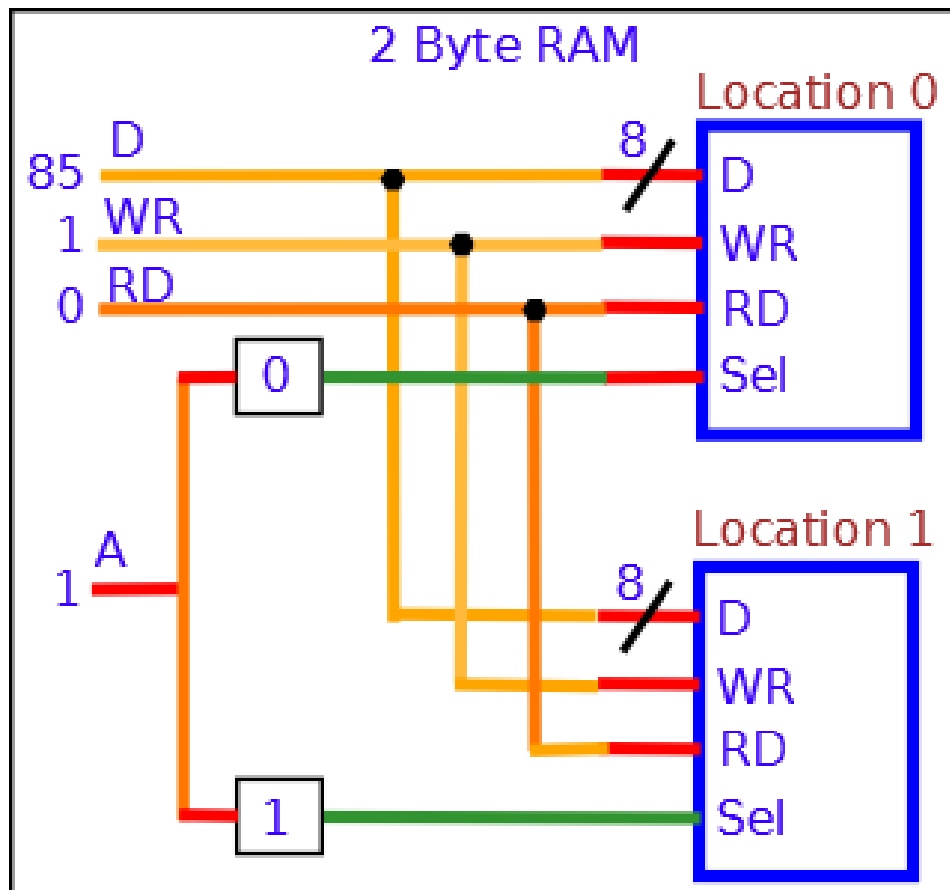 2 Byte RAM
Location 0
D
8
85
D
WR
1
WR
RD
0
RD
0
Sel
Location 1
A
1
8
D
WR
RD
1
Sel